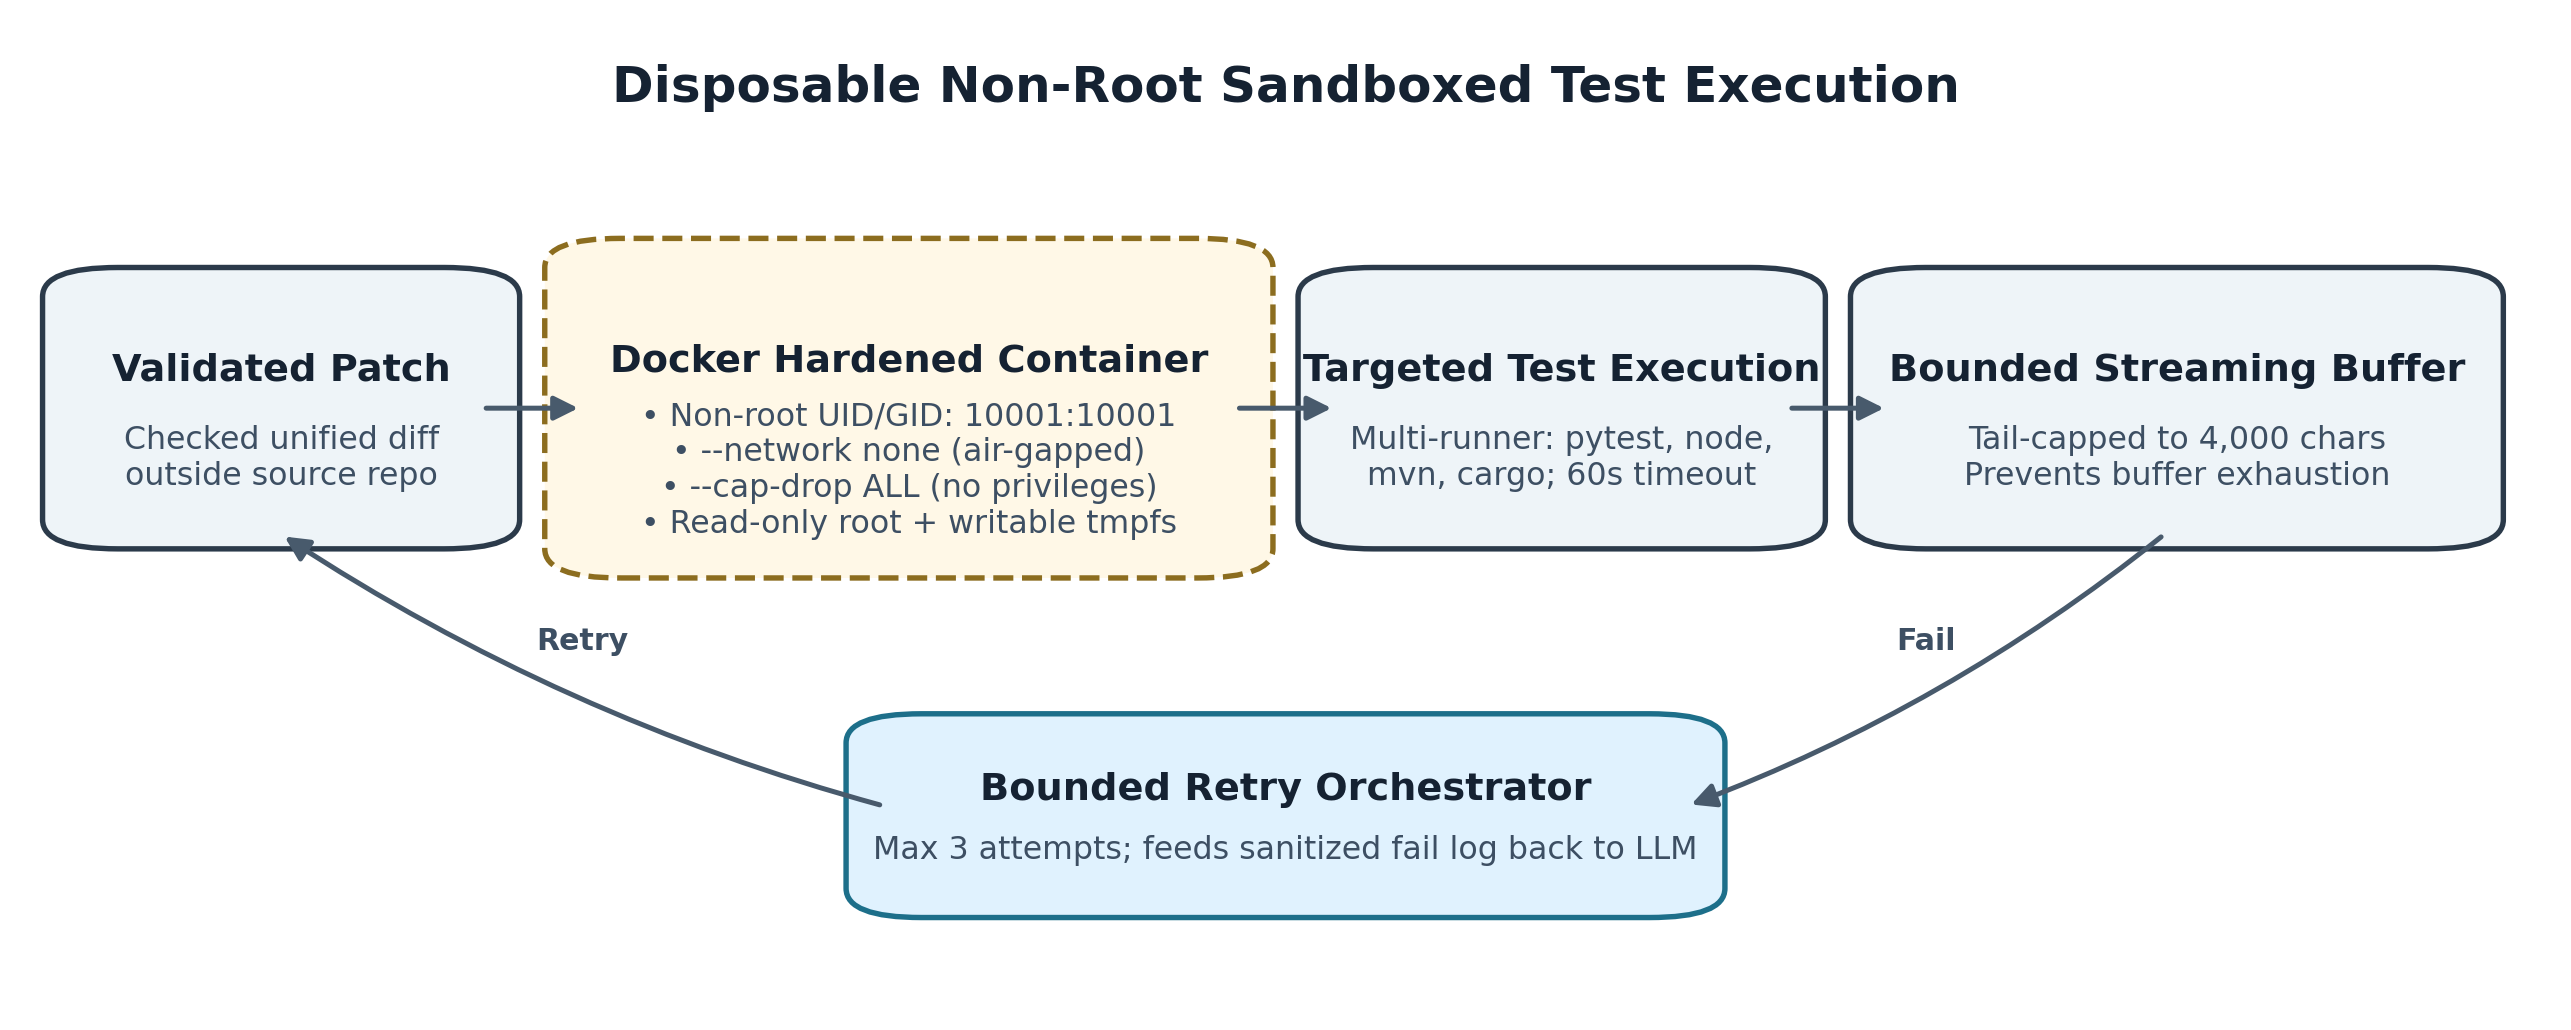 Disposable Non-Root Sandboxed Test Execution
Validated Patch
Checked unified diff
outside source repo
Docker Hardened Container
• Non-root UID/GID: 10001:10001
• --network none (air-gapped)
• --cap-drop ALL (no privileges)
• Read-only root + writable tmpfs
Targeted Test Execution
Multi-runner: pytest, node,
mvn, cargo; 60s timeout
Bounded Streaming Buffer
Tail-capped to 4,000 chars
Prevents buffer exhaustion
Retry
Fail
Bounded Retry Orchestrator
Max 3 attempts; feeds sanitized fail log back to LLM